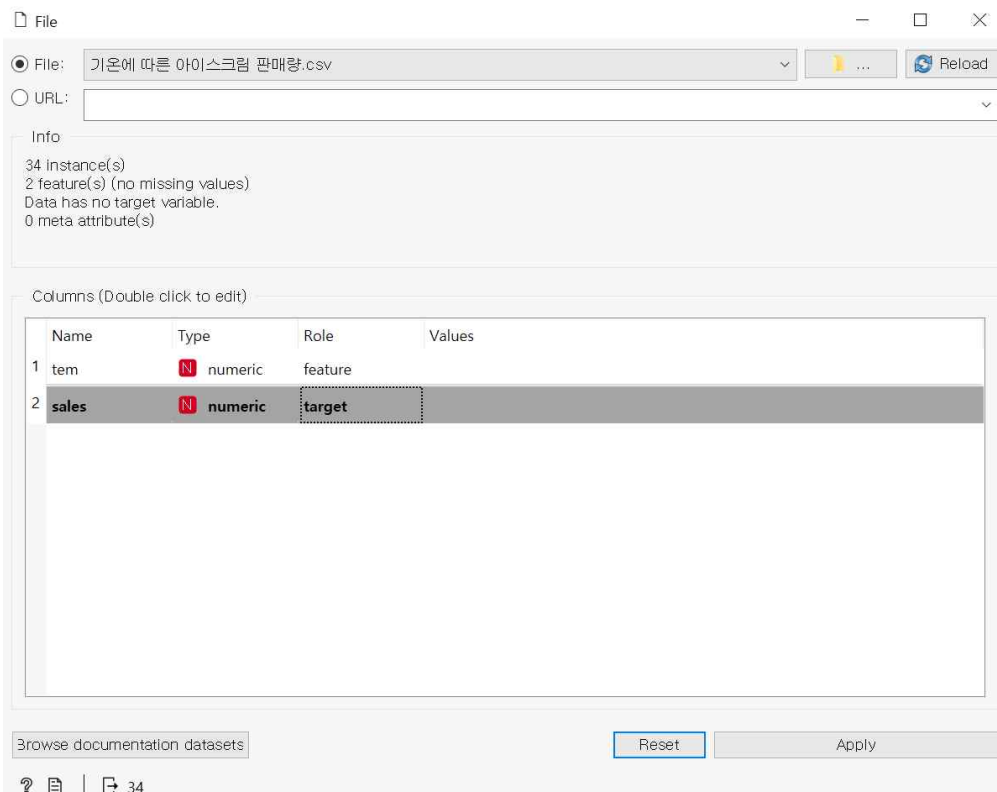 File
File: 기온에 따른 아이스크림 판매량.csv ... Reload
URL:
Info
34 instance(s)
2 feature(s) (no missing values)
Data has no target variable.
0 meta attribute(s)
Columns (Double click to edit)
Name Type Role Values
1 tem N numeric feature
2 sales N numeric target
Browse documentation datasets Reset Apply
? 34